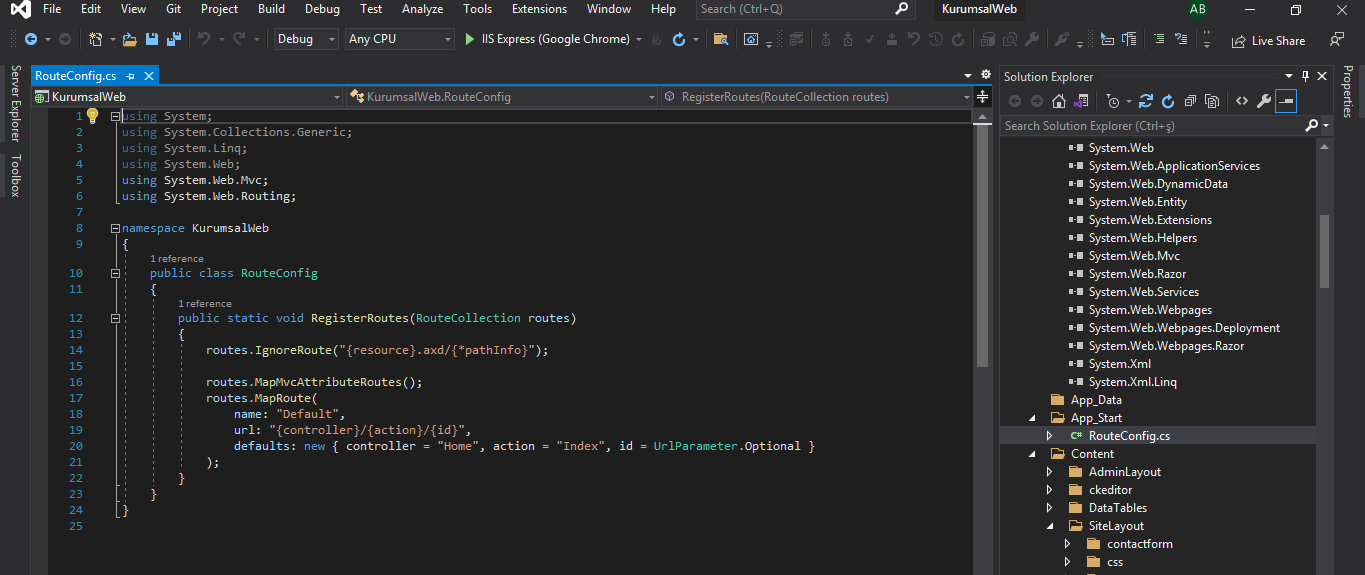 File Edit View Git Project Build Debug Test Analyze Tools Extensions Window Help Search (Ctrl+Q) KurumsalWeb AB
Debug Any CPU IIS Express (Google Chrome) Live Share
Server Explorer
Toolbox
RouteConfig.cs
KurumsalWeb KurumsalWeb.RouteConfig RegisterRoutes(RouteCollection routes)
1 using System;
2 using System.Collections.Generic;
3 using System.Linq;
4 using System.Web;
5 using System.Web.Mvc;
6 using System.Web.Routing;
7
8 namespace KurumsalWeb
9 {
1 reference
10 public class RouteConfig
11 {
1 reference
12 public static void RegisterRoutes(RouteCollection routes)
13 {
14 routes.IgnoreRoute("{resource}.axd/{*pathInfo}");
15
16 routes.MapMvcAttributeRoutes();
17 routes.MapRoute(
18 name: "Default",
19 url: "{controller}/{action}/{id}",
20 defaults: new { controller = "Home", action = "Index", id = UrlParameter.Optional }
21 );
22 }
23 }
24 }
25
Solution Explorer
Search Solution Explorer (Ctrl+ş)
System.Web
System.Web.ApplicationServices
System.Web.DynamicData
System.Web.Entity
System.Web.Extensions
System.Web.Helpers
System.Web.Mvc
System.Web.Razor
System.Web.Services
System.Web.Webpages
System.Web.Webpages.Deployment
System.Web.Webpages.Razor
System.Xml
System.Xml.Linq
App_Data
App_Start
C# RouteConfig.cs
Content
AdminLayout
ckeditor
DataTables
SiteLayout
contactform
css
Properties